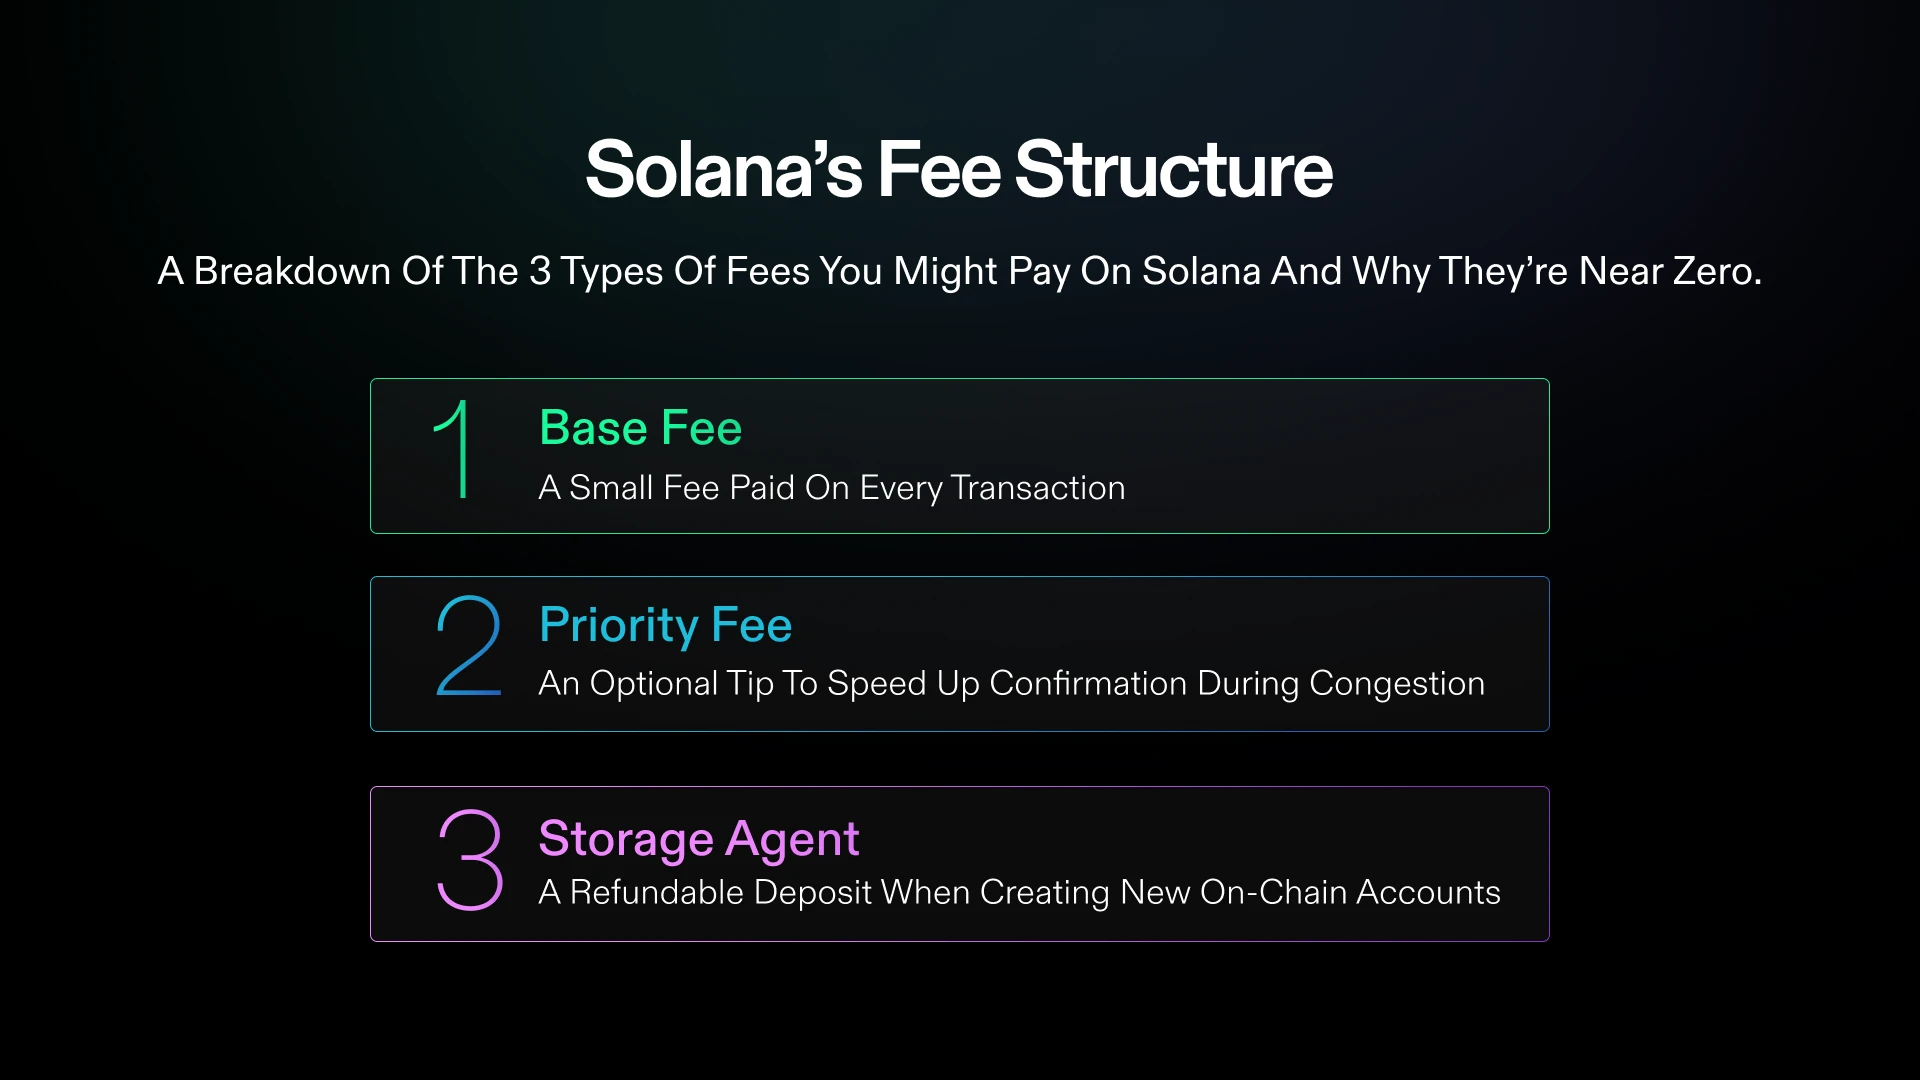 Solana’s Fee Structure
A Breakdown Of The 3 Types Of Fees You Might Pay On Solana And Why They’re Near Zero.
1
Base Fee
A Small Fee Paid On Every Transaction
2
Priority Fee
An Optional Tip To Speed Up Confirmation During Congestion
3
Storage Agent
A Refundable Deposit When Creating New On-Chain Accounts